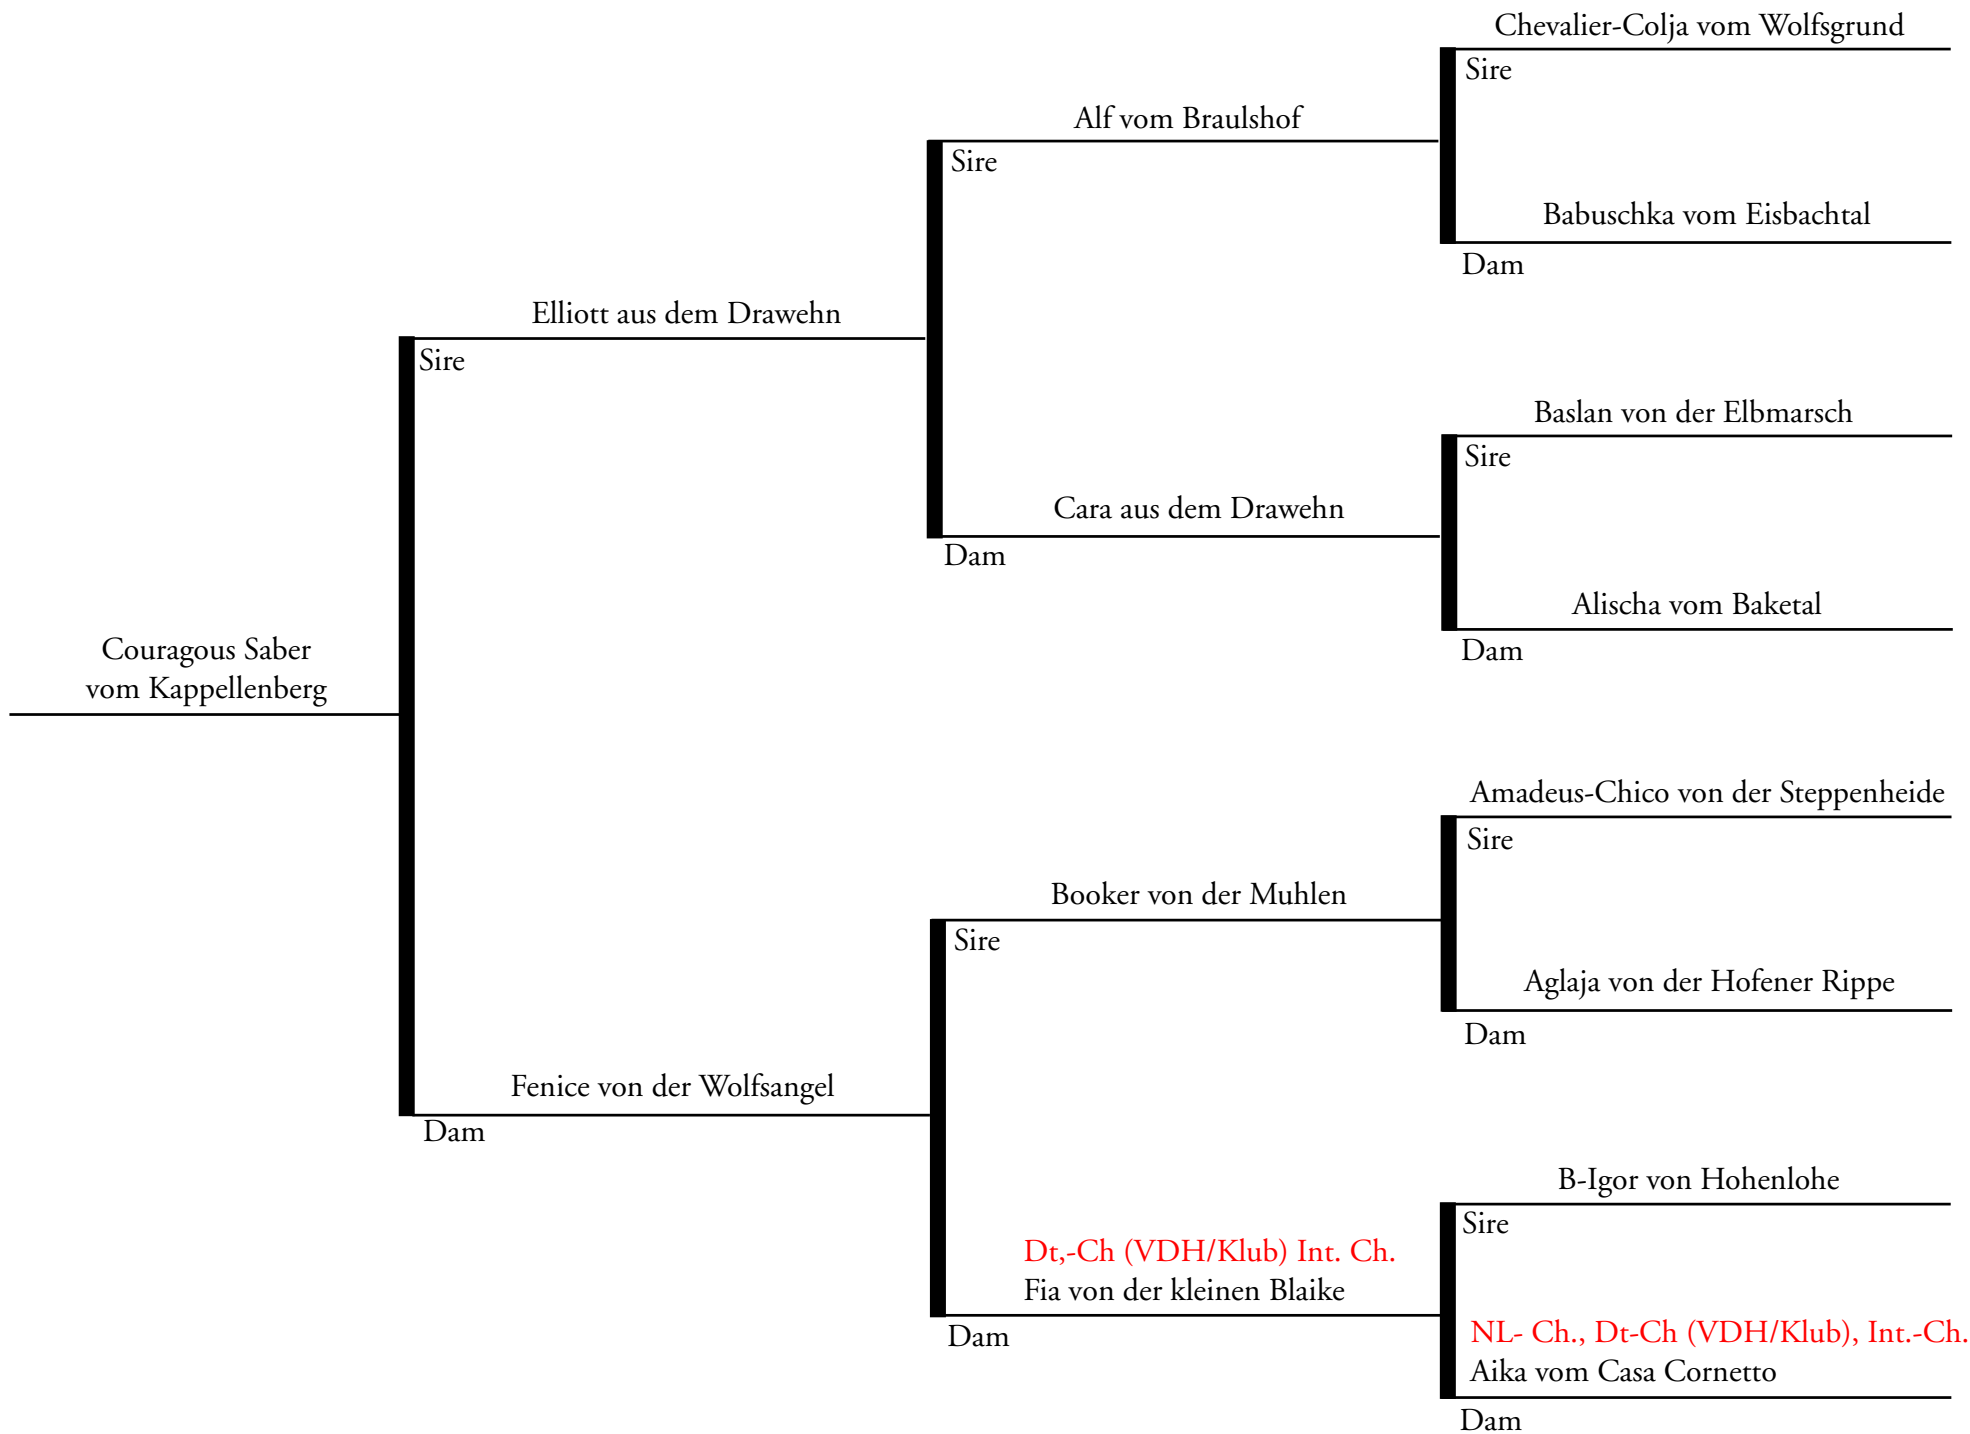 Chevalier-Colja vom Wolfsgrund
Sire
Alf vom Braulshof
Sire
Babuschka vom Eisbachtal
Dam
Elliott aus dem Drawehn
Sire
Baslan von der Elbmarsch
Sire
Cara aus dem Drawehn
Dam
Alischa vom Baketal
Dam
Couragous Saber
vom Kappellenberg
Amadeus-Chico von der Steppenheide
Sire
Booker von der Muhlen
Sire
Aglaja von der Hofener Rippe
Dam
Fenice von der Wolfsangel
Dam
B-Igor von Hohenlohe
Sire
Dt,-Ch (VDH/Klub) Int. Ch.
Fia von der kleinen Blaike
Dam
NL- Ch., Dt-Ch (VDH/Klub), Int.-Ch.
Aika vom Casa Cornetto
Dam